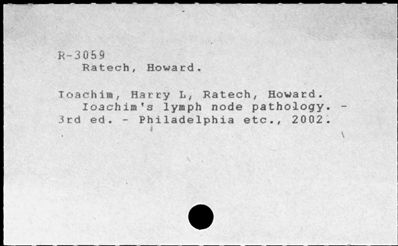 R-3059
Ratech, Howard.
Ioachim, Harry L, Ratech, Howard.
Ioachim's lymph node pathology. -
3rd ed. - Philadelphia etc., 2002.